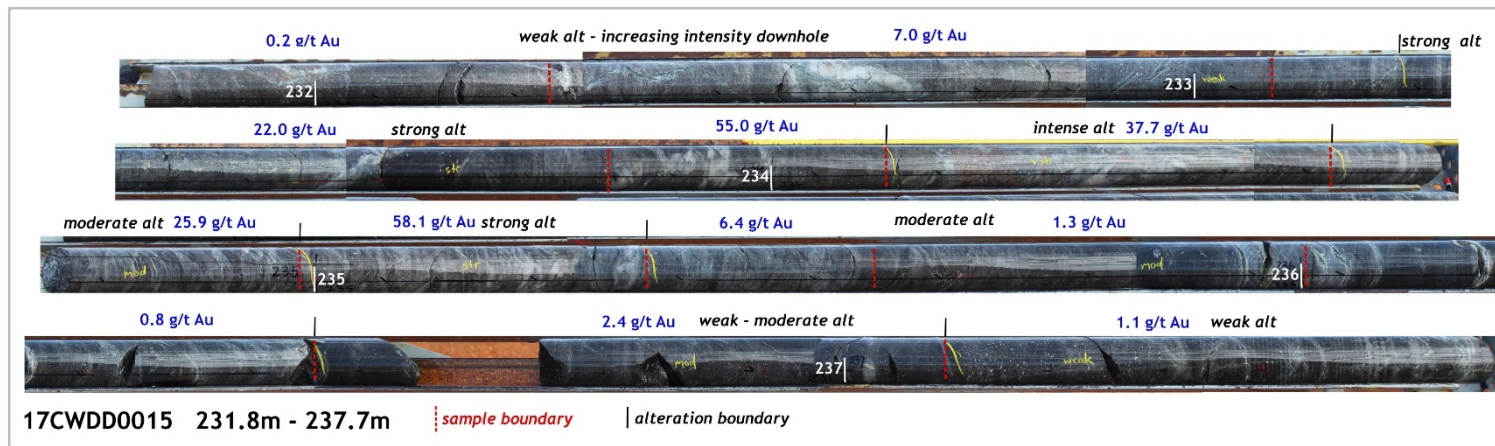 0.2 g/t Au weak alt - increasing intensity downhole 7.0 g/t Au strong alt
232 233 weak
22.0 g/t Au strong alt 55.0 g/t Au intense alt 37.7 g/t Au
str 234 vstr
moderate alt 25.9 g/t Au 58.1 g/t Au strong alt 6.4 g/t Au moderate alt 1.3 g/t Au
mod 235 235 str mod 236
0.8 g/t Au 2.4 g/t Au weak - moderate alt 1.1 g/t Au weak alt
mod 237 weak
17CWDD0015 231.8m - 237.7m sample boundary alteration boundary